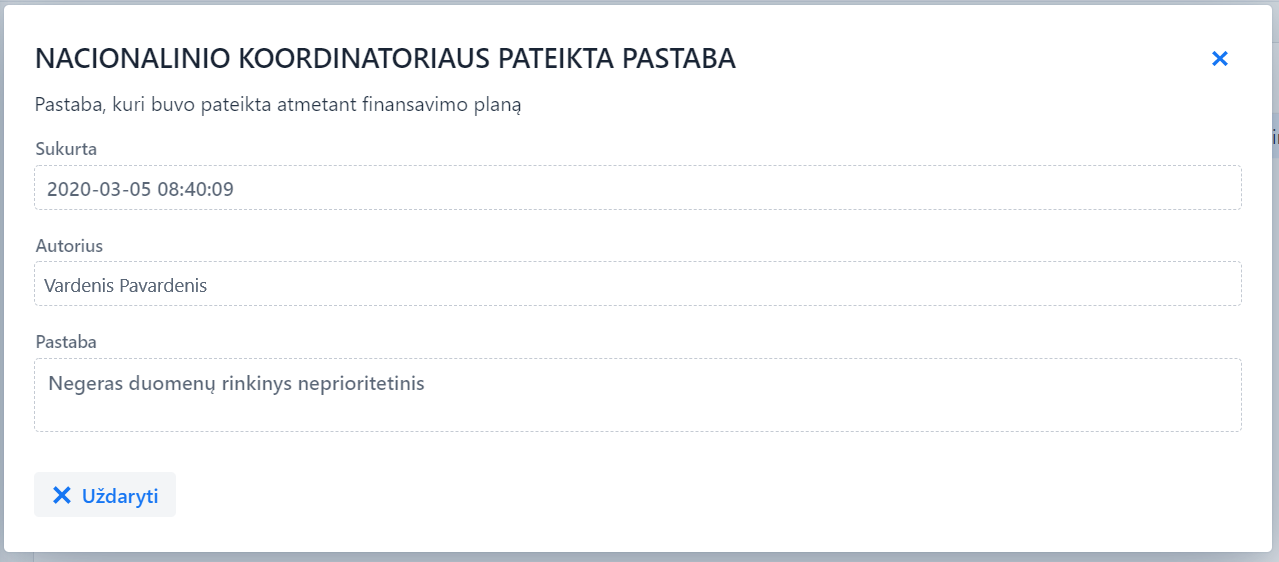 NACIONALINIO KOORDINATORIAUS PATEIKTA PASTABA
Pastaba, kuri buvo pateikta atmetant finansavimo planą
Sukurta
2020-03-05 08:40:09
Autorius
Vardenis Pavardenis
Pastaba
Negeras duomenų rinkinys neprioritetinis
Uždaryti